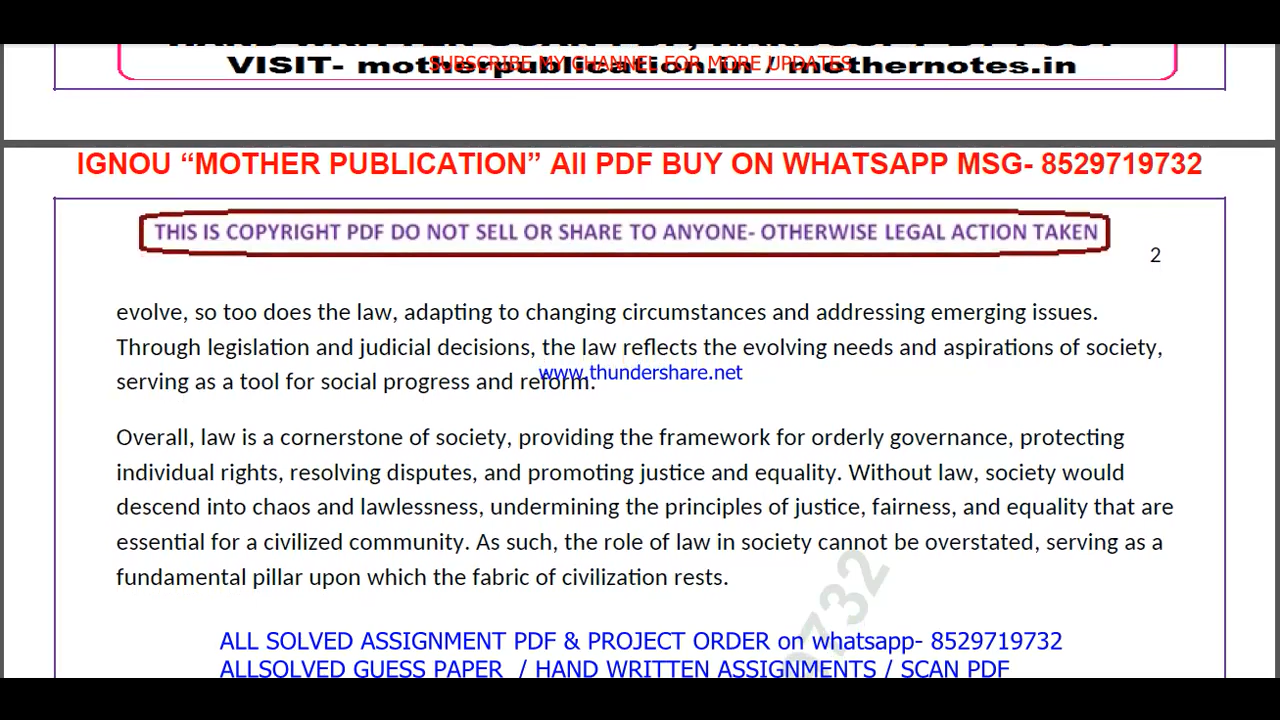 VISIT- motherpublication.in / mothernotes.in
SUBSCRIBE MY CHANNEL FOR MORE UPDATES
IGNOU “MOTHER PUBLICATION” All PDF BUY ON WHATSAPP MSG- 8529719732
THIS IS COPYRIGHT PDF DO NOT SELL OR SHARE TO ANYONE- OTHERWISE LEGAL ACTION TAKEN
2
evolve, so too does the law, adapting to changing circumstances and addressing emerging issues.
Through legislation and judicial decisions, the law reflects the evolving needs and aspirations of society,
www.thundershare.net
serving as a tool for social progress and reform.
Overall, law is a cornerstone of society, providing the framework for orderly governance, protecting
individual rights, resolving disputes, and promoting justice and equality. Without law, society would
descend into chaos and lawlessness, undermining the principles of justice, fairness, and equality that are
essential for a civilized community. As such, the role of law in society cannot be overstated, serving as a
fundamental pillar upon which the fabric of civilization rests.
732
ALL SOLVED ASSIGNMENT PDF & PROJECT ORDER on whatsapp- 8529719732
ALLSOLVED GUESS PAPER / HAND WRITTEN ASSIGNMENTS / SCAN PDF